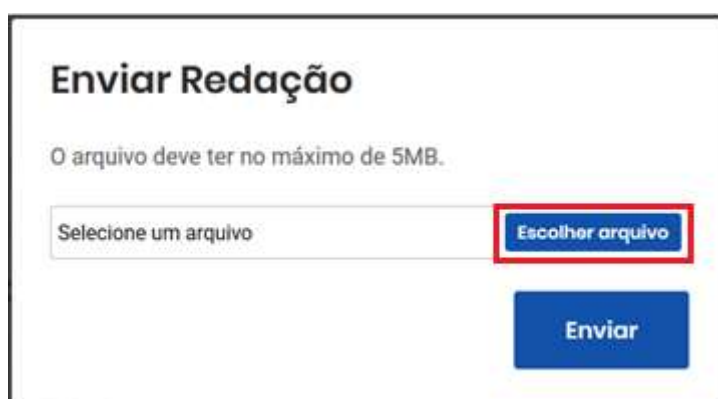 Enviar Redação
O arquivo deve ter no máximo de 5MB.
Selecione um arquivo Escolher arquivo
Enviar